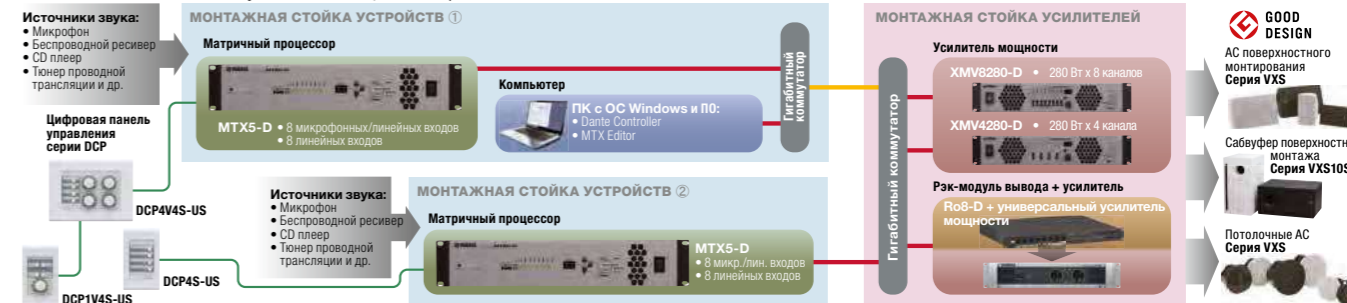 Источники звука:
• Микрофон
• Беспроводной ресивер
• CD плеер
• Тюнер проводной
трансляции и др.
МОНТАЖНАЯ СТОЙКА УСТРОЙСТВ ①
Матричный процессор
YAMAHA
MTX5-D • 8 микрофонных/линейных входов
• 8 линейных входов
Компьютер
ПК с ОС Windows и ПО:
• Dante Controller
• MTX Editor
Гигабитный
коммутатор
Цифровая панель
управления
серии DCP
DCP4V4S-US
DCP4S-US
DCP1V4S-US
Источники звука:
• Микрофон
• Беспроводной ресивер
• CD плеер
• Тюнер проводной
трансляции и др.
МОНТАЖНАЯ СТОЙКА УСТРОЙСТВ ②
Матричный процессор
MTX5-D
• 8 микр./лин. входов
• 8 линейных входов
МОНТАЖНАЯ СТОЙКА УСИЛИТЕЛЕЙ
Гигабитный коммутатор
Усилитель мощности
XMV8280-D • 280 Вт x 8 каналов
XMV4280-D • 280 Вт x 4 канала
Рэк-модуль вывода + усилитель
Ro8-D + универсальный усилитель
мощности
GOOD
DESIGN
АС поверхностного
монтирования
Серия VXS
Сабвуфер поверхностн
монтажа
Серия VXS10S
Потолочные АС
Серия VXS